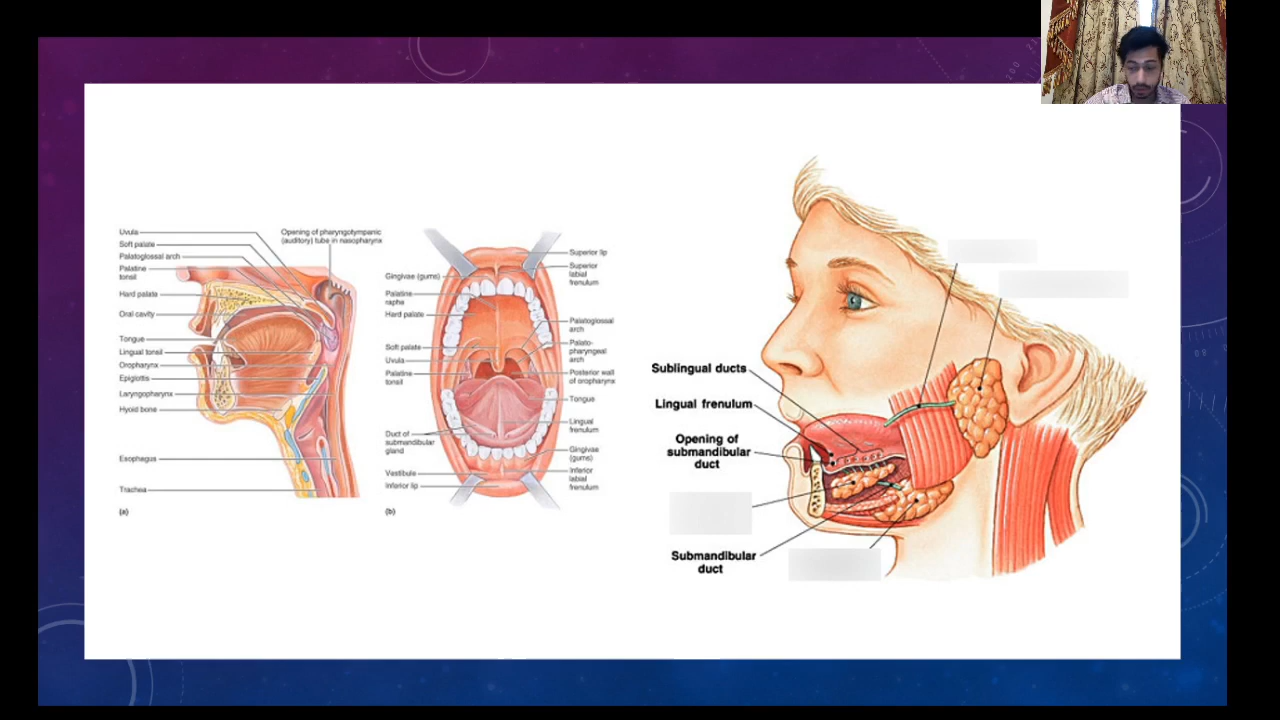 Uvula
Soft palate
Palatoglossal arch
Palatine
tonsil
Hard palate
Oral cavity
Tongue
Lingual tonsil
Oropharynx
Epiglottis
Laryngopharynx
Hyoid bone
Esophagus
Trachea
(a)
Opening of pharyngotympanic
(auditory) tube in nasopharynx
Gingivae (gums)
Palatine
raphe
Hard palate
Soft palate
Uvula
Palatine
tonsil
Duct of
submandibular
gland
Vestibule
Inferior lip
(b)
Superior lip
Superior
labial
frenulum
Palatoglossal
arch
Palato-
pharyngeal
arch
Posterior wall
of oropharynx
Tongue
Lingual
frenulum
Gingivae
(gums)
Inferior
labial
frenulum
Sublingual ducts
Lingual frenulum
Opening of
submandibular
duct
Submandibular
duct